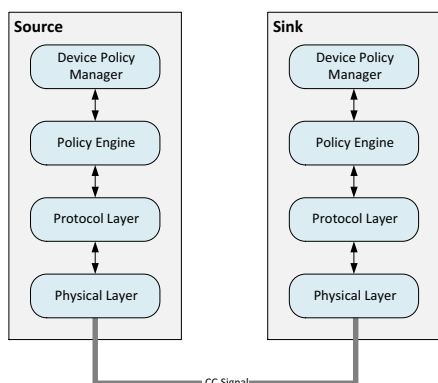 Source
Device Policy
Manager
Policy Engine
Protocol Layer
Physical Layer
Sink
Device Policy
Manager
Policy Engine
Protocol Layer
Physical Layer
CC Signal